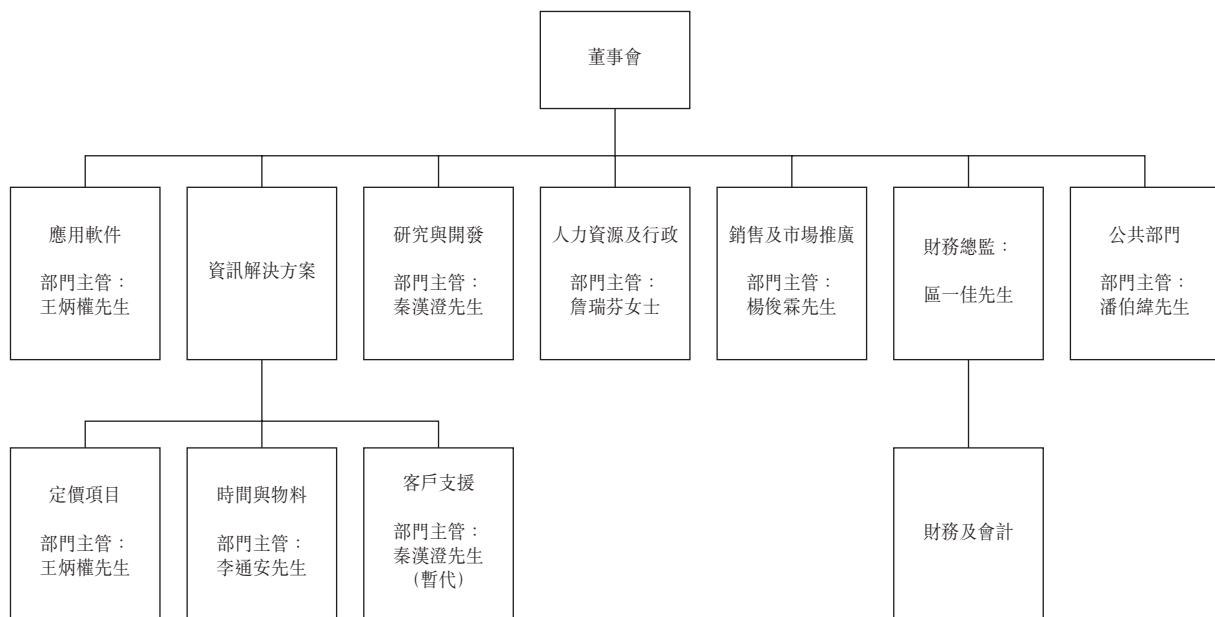 董事會
應用軟件
部門主管：
王炳權先生
資訊解決方案
研究與開發
部門主管：
秦漢澄先生
人力資源及行政
部門主管：
詹瑞芬女士
銷售及市場推廣
部門主管：
楊俊霖先生
財務總監：
區一佳先生
公共部門
部門主管：
潘伯緯先生
定價項目
部門主管：
王炳權先生
時間與物料
部門主管：
李通安先生
客戶支援
部門主管：
秦漢澄先生
（暫代）
財務及會計